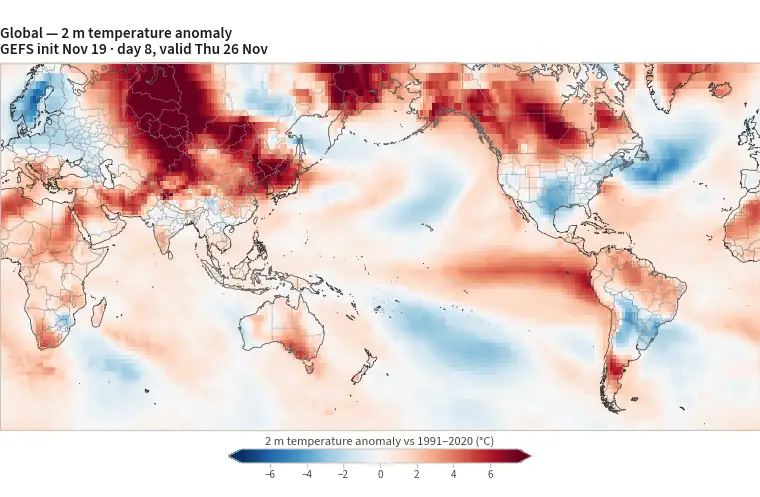 Global — 2 m temperature anomaly
GEFS init Nov 19 · day 8, valid Thu 26 Nov
2 m temperature anomaly vs 1991–2020 (°C)
−6 −4 −2 0 2 4 6